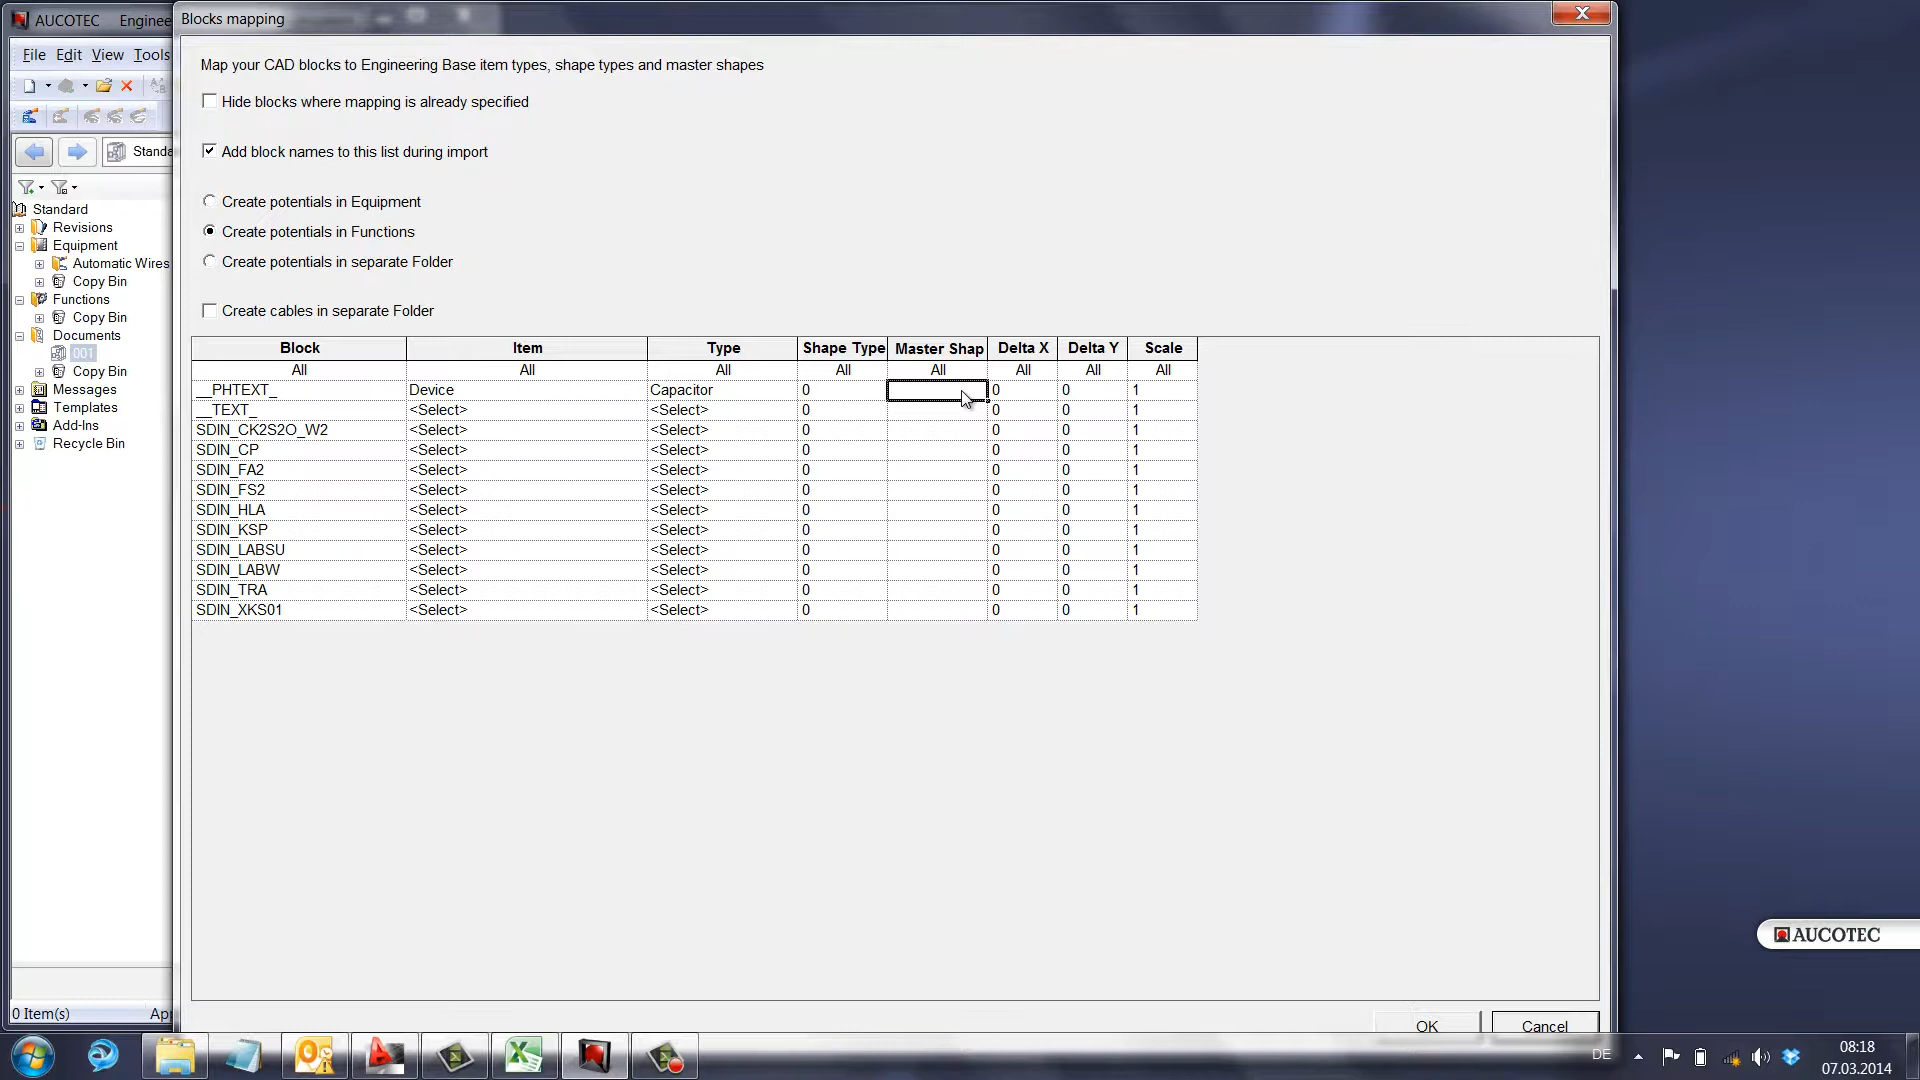 AUCOTEC Enginee
File Edit View Tools
Standa
Standard
Revisions
Equipment
Automatic Wires
Copy Bin
Functions
Copy Bin
Documents
001
Copy Bin
Messages
Templates
Add-Ins
Recycle Bin
0 Item(s) App
Blocks mapping
Map your CAD blocks to Engineering Base item types, shape types and master shapes
Hide blocks where mapping is already specified
Add block names to this list during import
Create potentials in Equipment
Create potentials in Functions
Create potentials in separate Folder
Create cables in separate Folder
Block Item Type Shape Type Master Shap Delta X Delta Y Scale
All All All All All All All All
__PHTEXT_ Device Capacitor 0 0 0 1
__TEXT_ <Select> <Select> 0 0 0 1
SDIN_CK2S2O_W2 <Select> <Select> 0 0 0 1
SDIN_CP <Select> <Select> 0 0 0 1
SDIN_FA2 <Select> <Select> 0 0 0 1
SDIN_FS2 <Select> <Select> 0 0 0 1
SDIN_HLA <Select> <Select> 0 0 0 1
SDIN_KSP <Select> <Select> 0 0 0 1
SDIN_LABSU <Select> <Select> 0 0 0 1
SDIN_LABW <Select> <Select> 0 0 0 1
SDIN_TRA <Select> <Select> 0 0 0 1
SDIN_XKS01 <Select> <Select> 0 0 0 1
OK Cancel
AUCOTEC
DE
08:18
07.03.2014